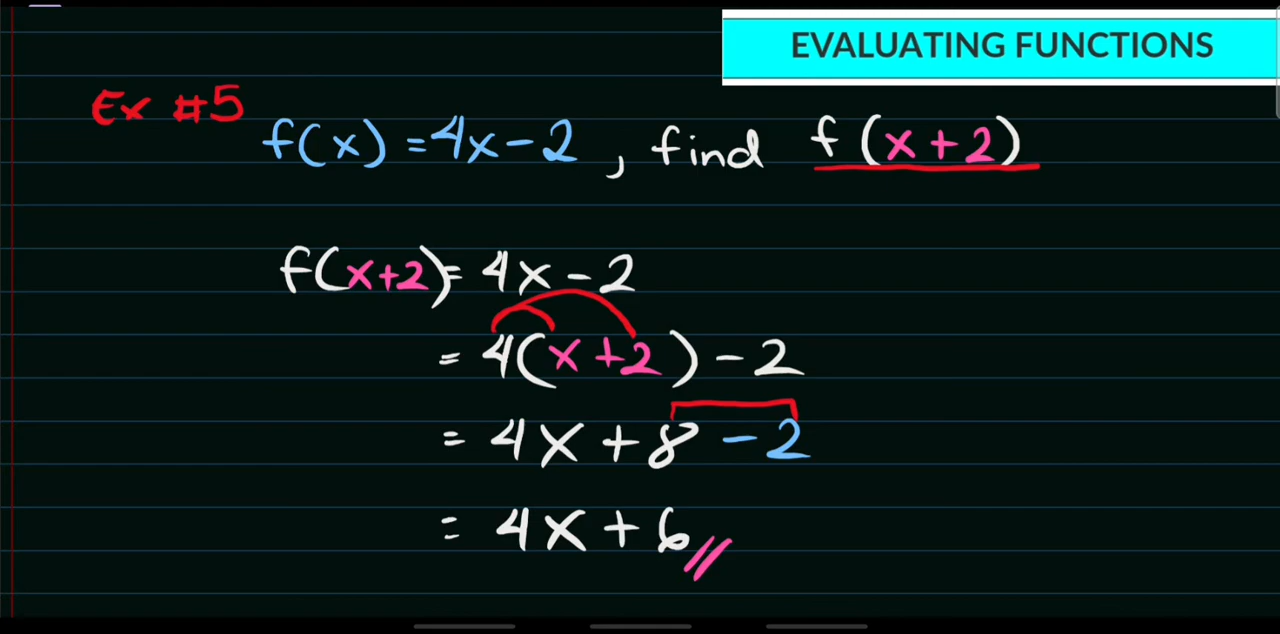 EVALUATING FUNCTIONS
Ex #5
f(x) = 4x - 2, find f(x + 2)
f(x+2) = 4x - 2
= 4(x + 2) - 2
= 4x + 8 - 2
= 4x + 6